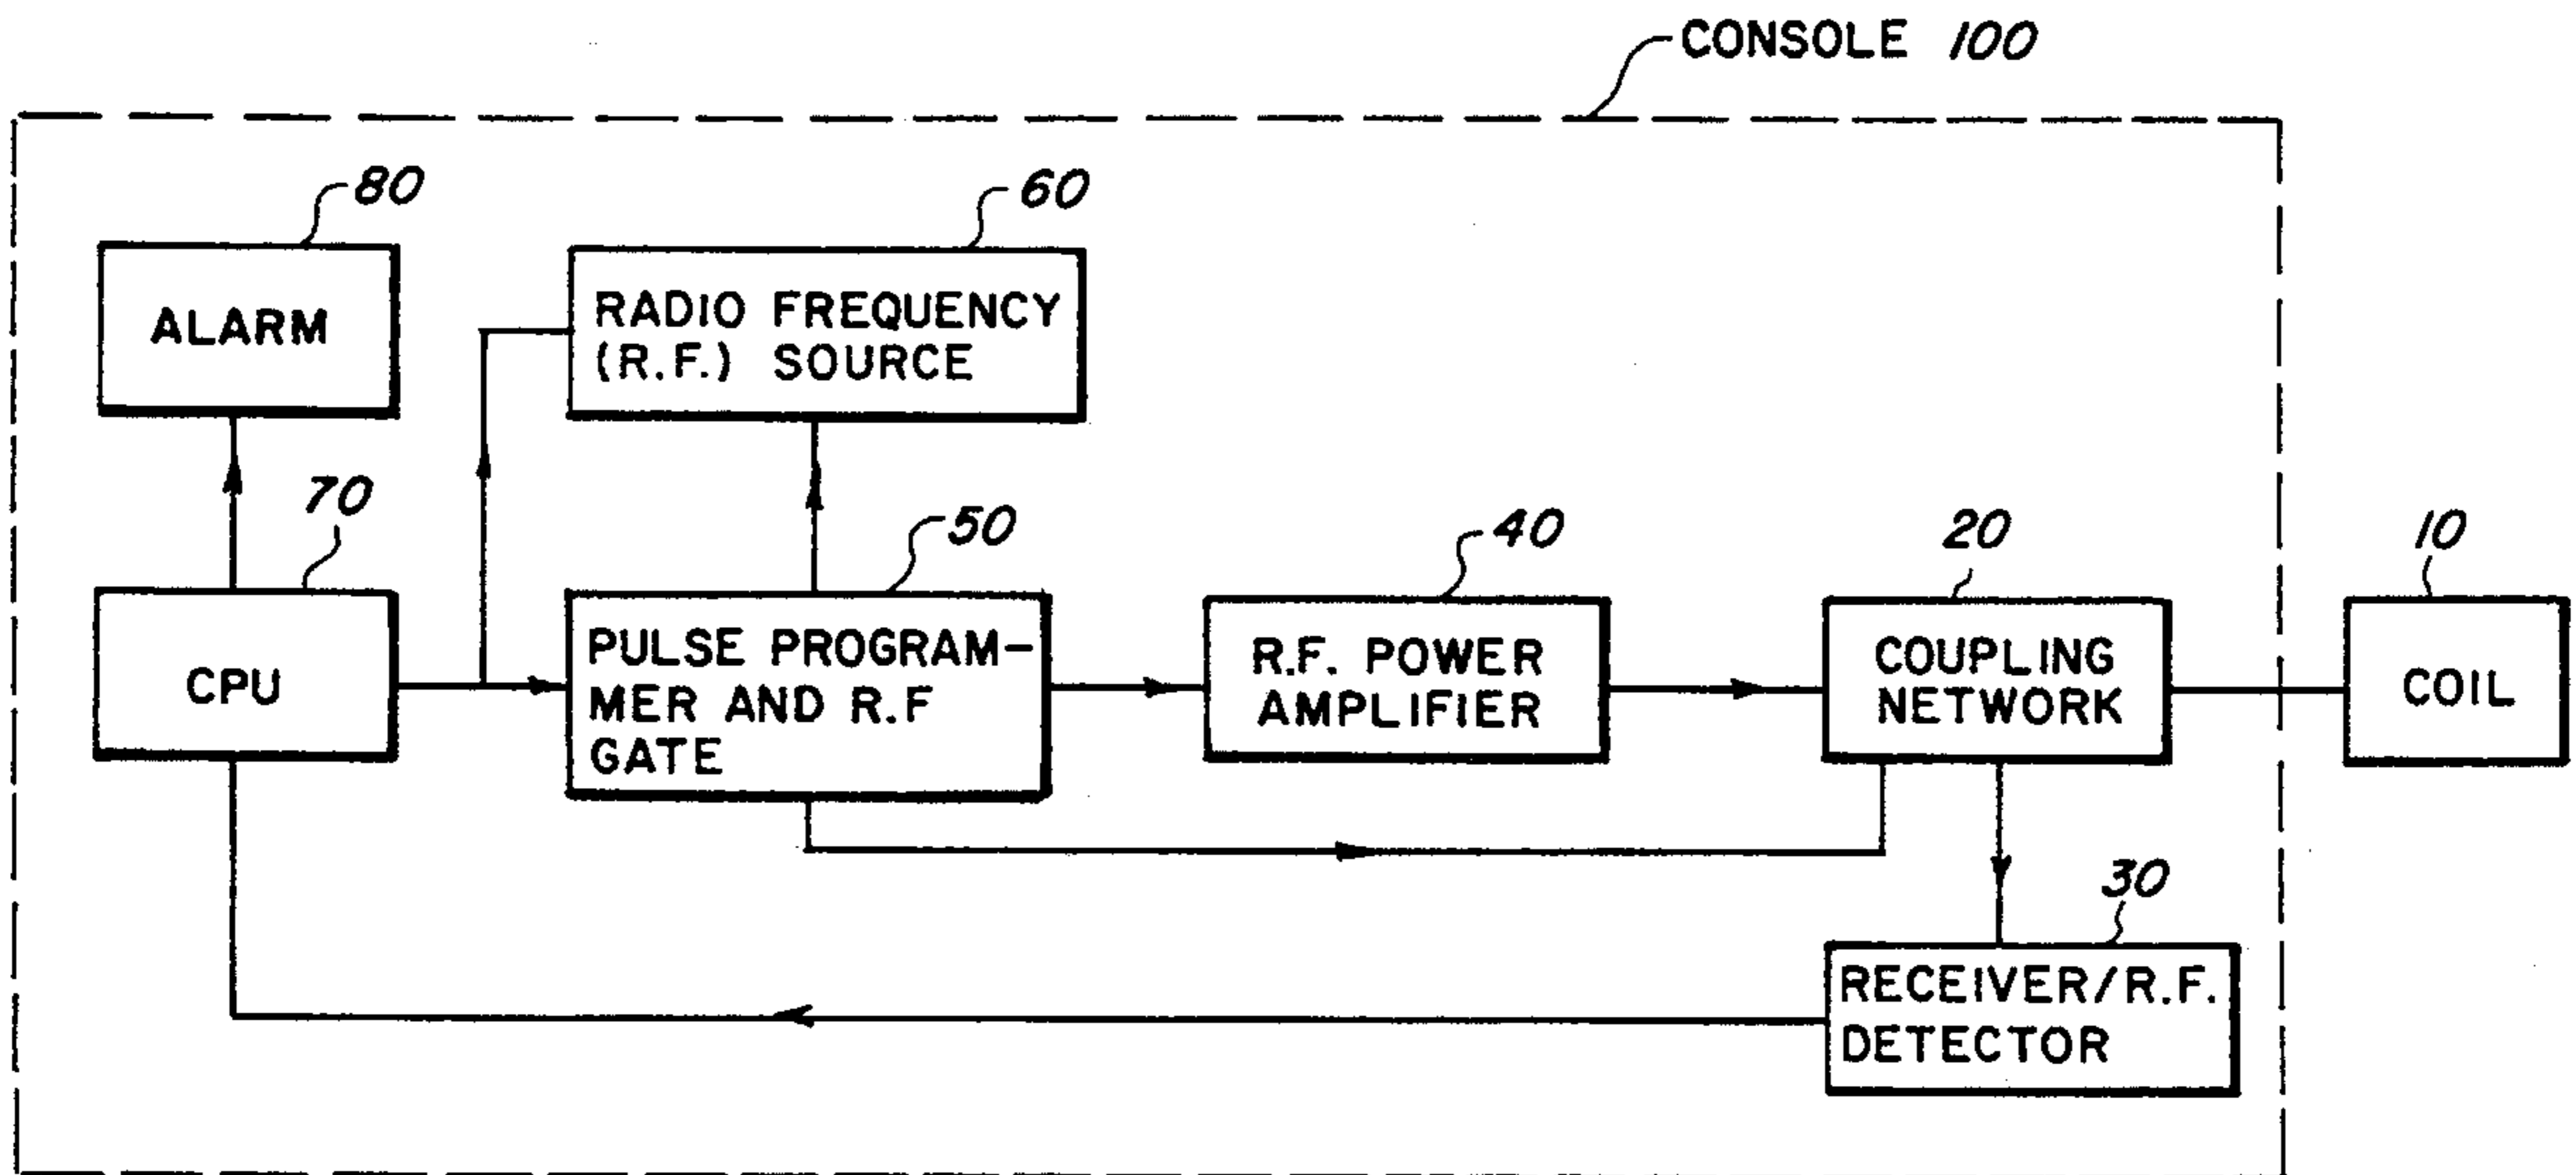 CONSOLE 100
80
60
ALARM
RADIO FREQUENCY
(R.F.) SOURCE
70
50
40
20
10
CPU
PULSE PROGRAM-
MER AND R.F
GATE
R.F. POWER
AMPLIFIER
COUPLING
NETWORK
COIL
30
RECEIVER/R.F.
DETECTOR